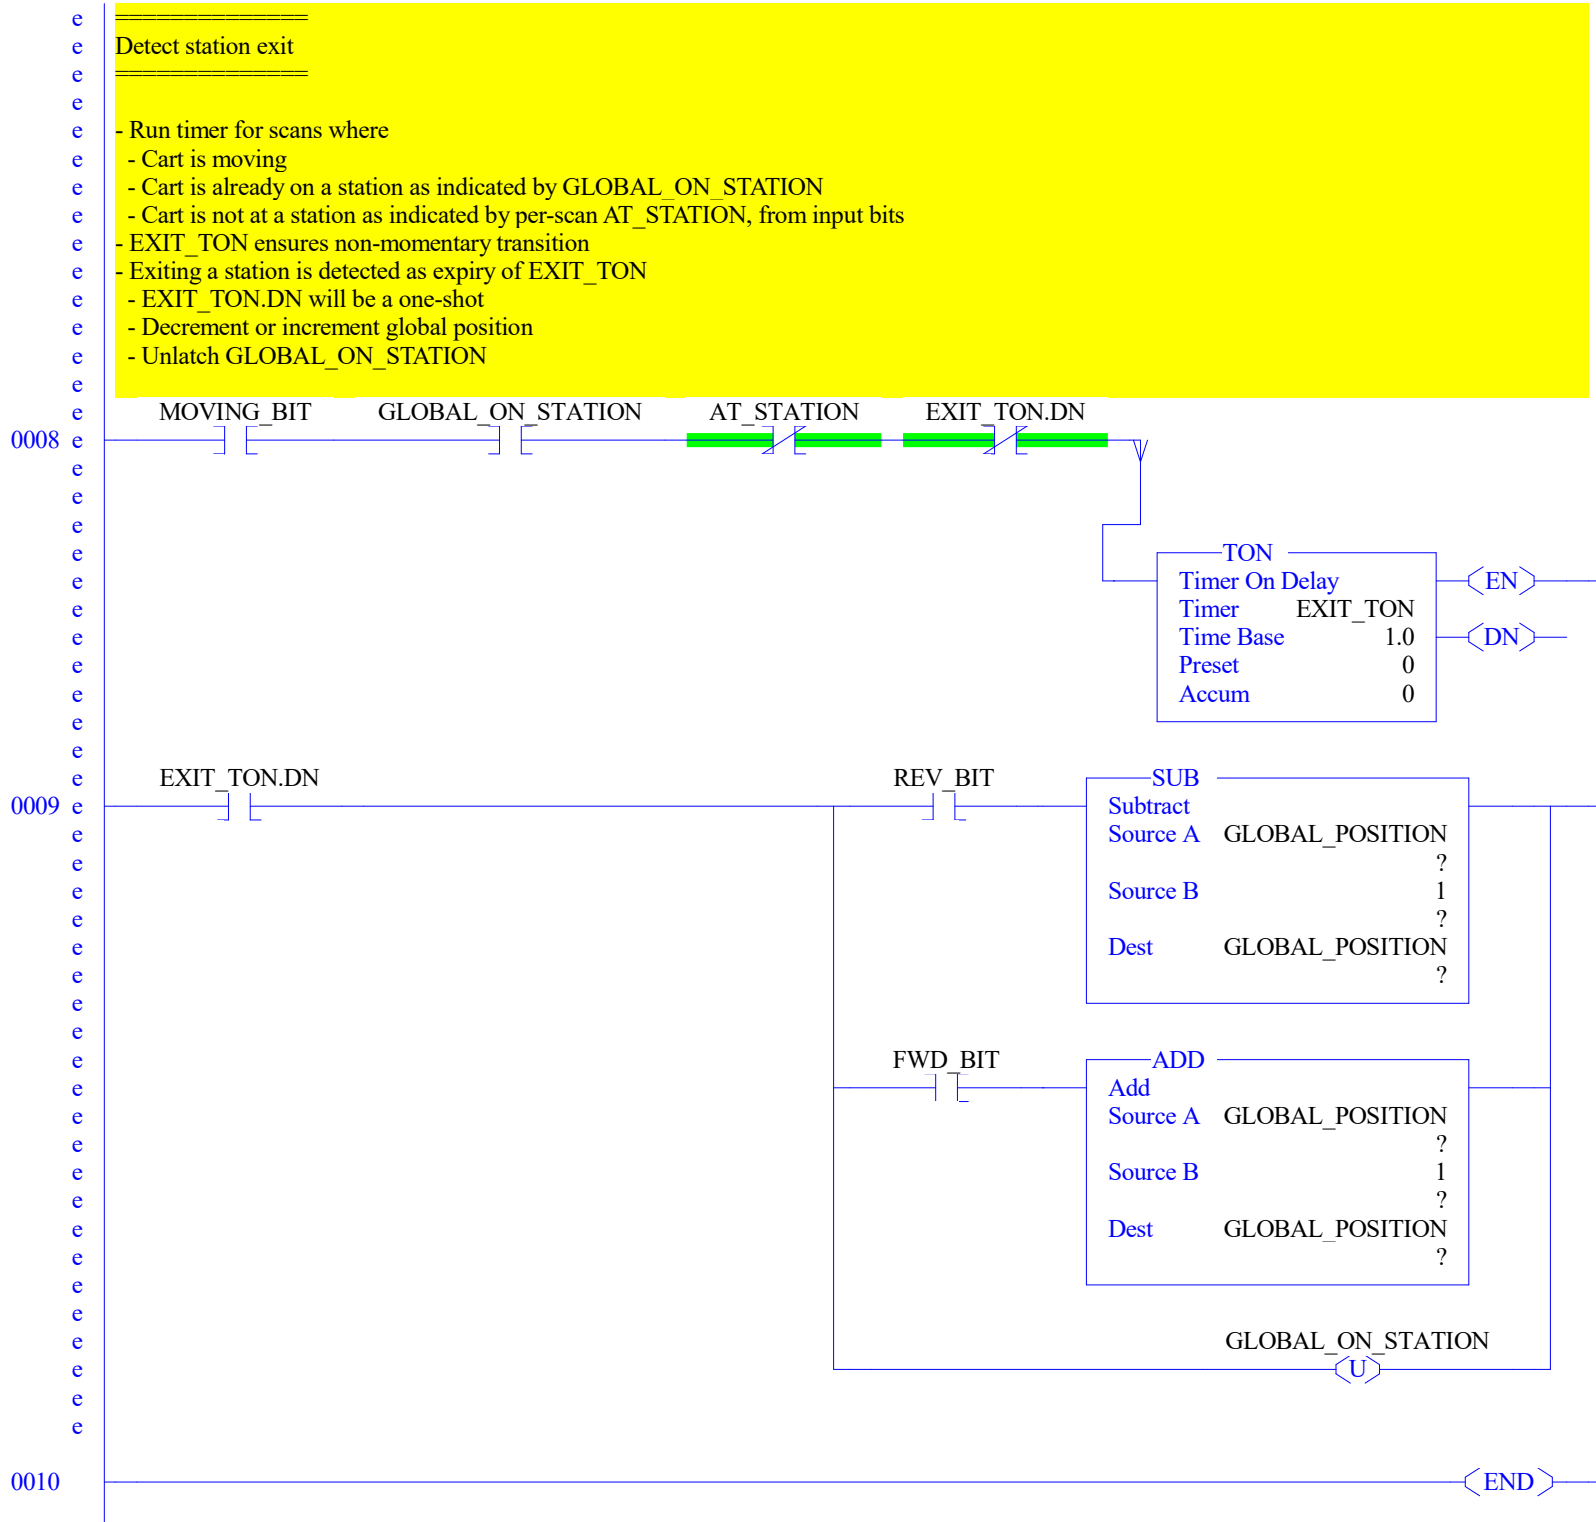 e ==============
e Detect station exit
e ==============
e
e - Run timer for scans where
e - Cart is moving
e - Cart is already on a station as indicated by GLOBAL_ON_STATION
e - Cart is not at a station as indicated by per-scan AT_STATION, from input bits
e - EXIT_TON ensures non-momentary transition
e - Exiting a station is detected as expiry of EXIT_TON
e - EXIT_TON.DN will be a one-shot
e - Decrement or increment global position
e - Unlatch GLOBAL_ON_STATION
e
e MOVING_BIT GLOBAL_ON_STATION AT_STATION EXIT_TON.DN
0008 e
e
e
e
e TON
e Timer On Delay EN
e Timer EXIT_TON
e Time Base 1.0 DN
e Preset 0
e Accum 0
e
e
e EXIT_TON.DN REV_BIT SUB
0009 e Subtract
e Source A GLOBAL_POSITION
e ?
e Source B 1
e ?
e Dest GLOBAL_POSITION
e ?
e
e
e FWD_BIT ADD
e Add
e Source A GLOBAL_POSITION
e ?
e Source B 1
e ?
e Dest GLOBAL_POSITION
e ?
e
e
e GLOBAL_ON_STATION
e U
e
e
0010 END